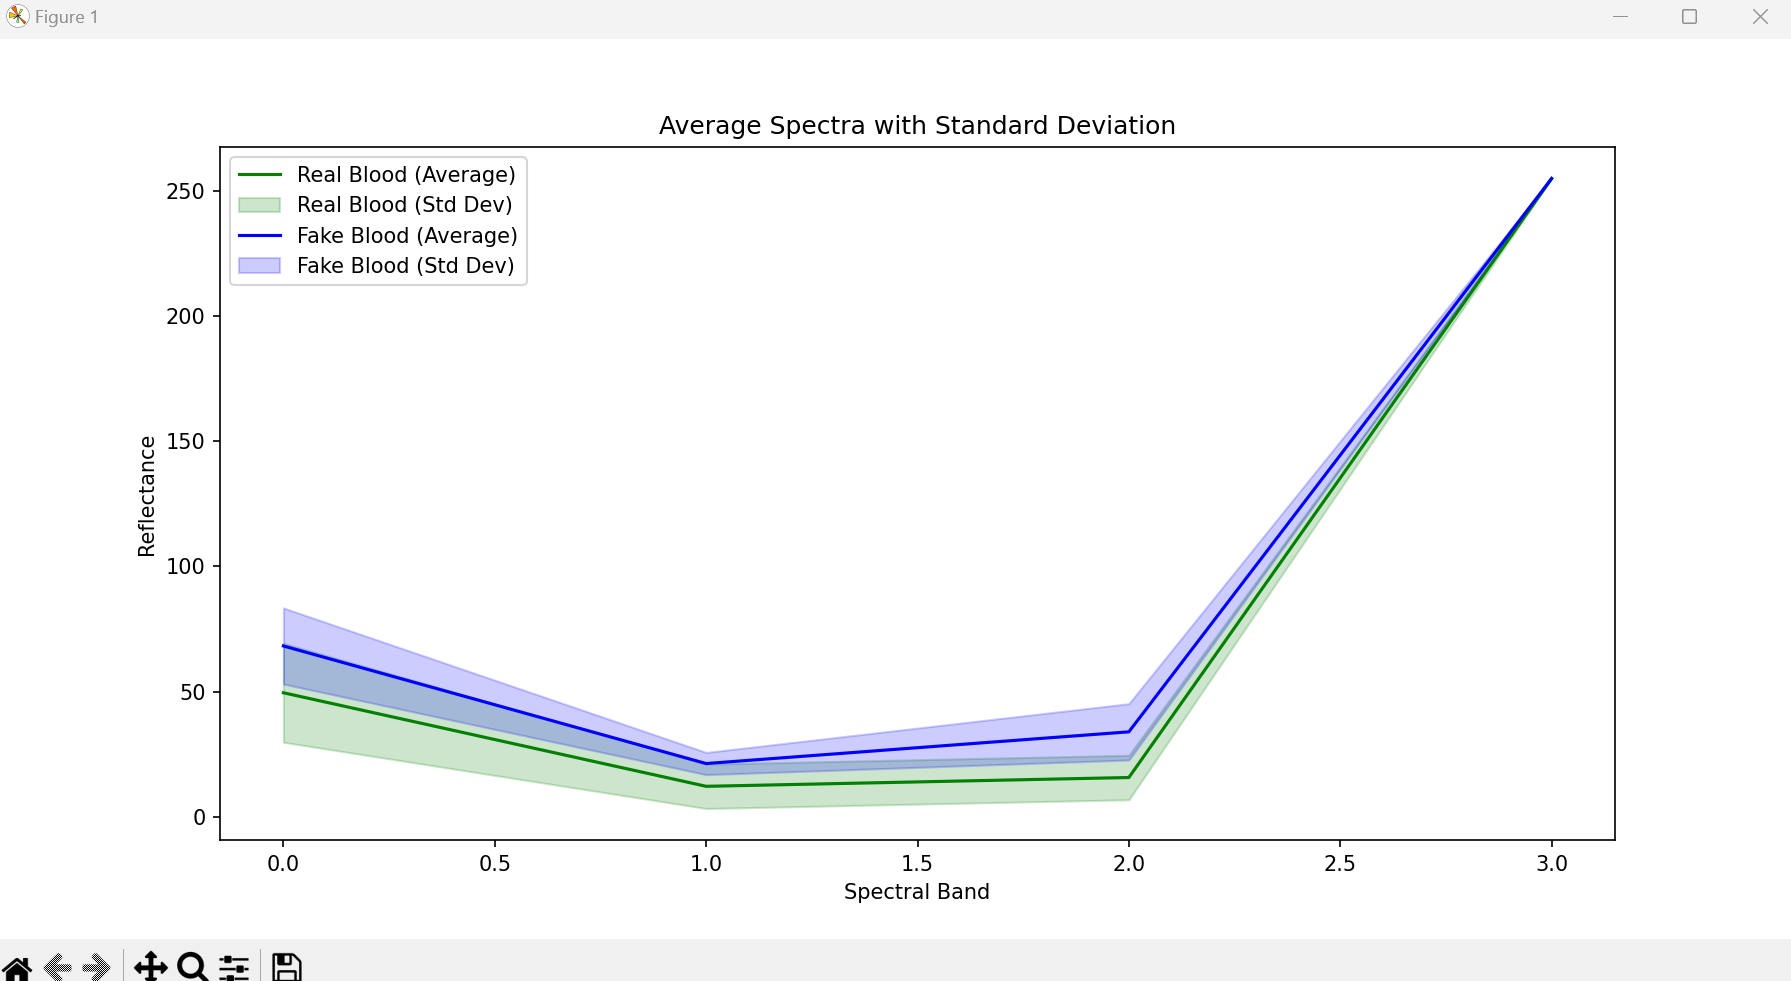 Figure 1
Average Spectra with Standard Deviation
Real Blood (Average)
Real Blood (Std Dev)
Fake Blood (Average)
Fake Blood (Std Dev)
250
200
150
100
50
0
Reflectance
0.0 0.5 1.0 1.5 2.0 2.5 3.0
Spectral Band